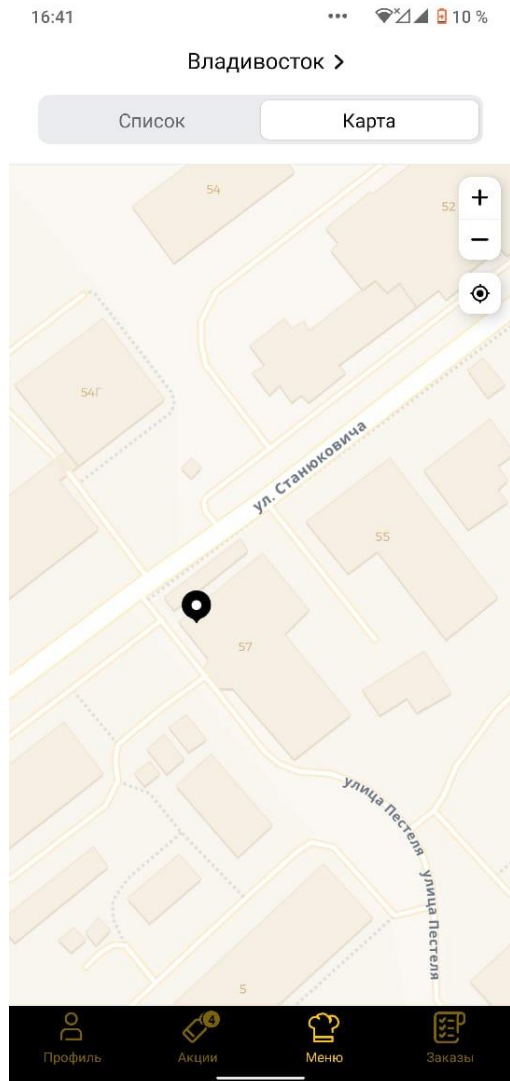 16:41
10 %
Владивосток
Список
Карта
54
52
54Г
ул. Станюковича
55
57
улица Пестеля
улица Пестеля
5
4
Профиль
Акции
Меню
Заказы